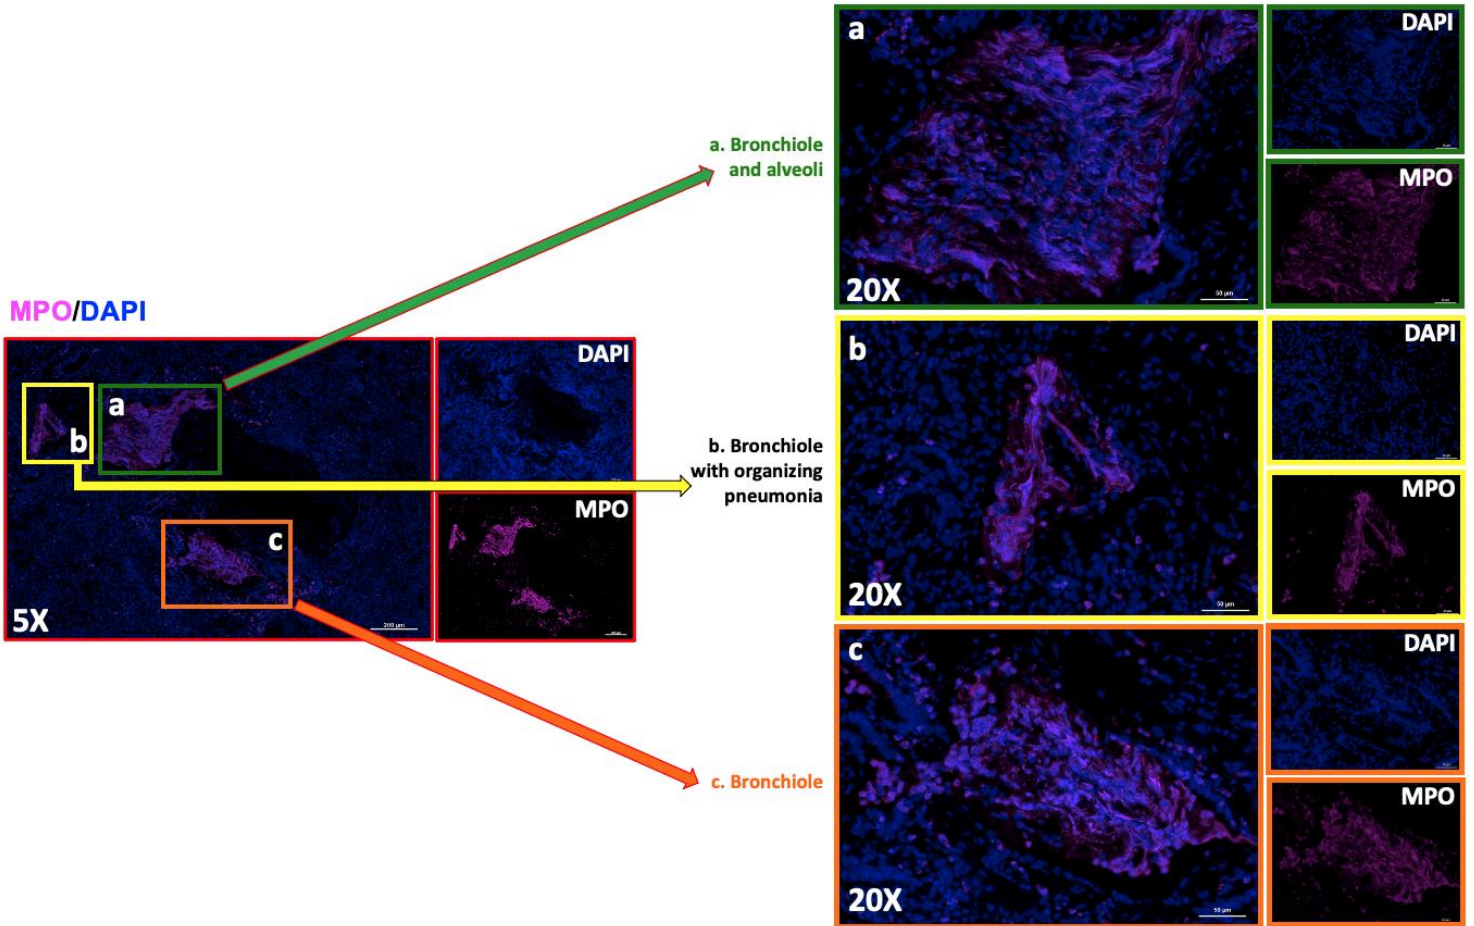 a
DAPI
MPO
20X
50 µm
a. Bronchiole
and alveoli
MPO/DAPI
DAPI
a
b
c
MPO
5X
200 µm
b
DAPI
MPO
20X
50 µm
b. Bronchiole
with organizing
pneumonia
c
DAPI
MPO
20X
50 µm
c. Bronchiole